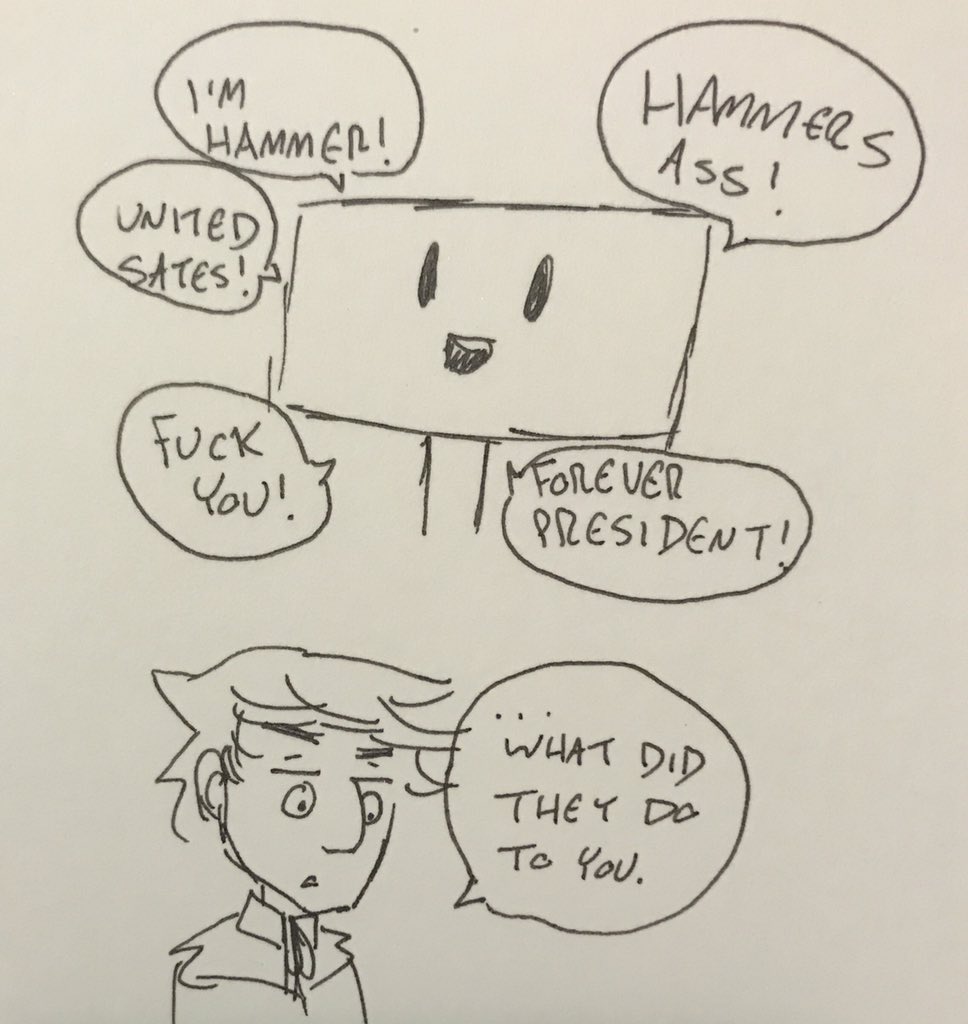 I'M
HAMMER!
HAMMERS
ASS!
UNITED
SATES!
FUCK
YOU!
FOREVER
PRESIDENT!
...
WHAT DID
THEY DO
TO YOU.